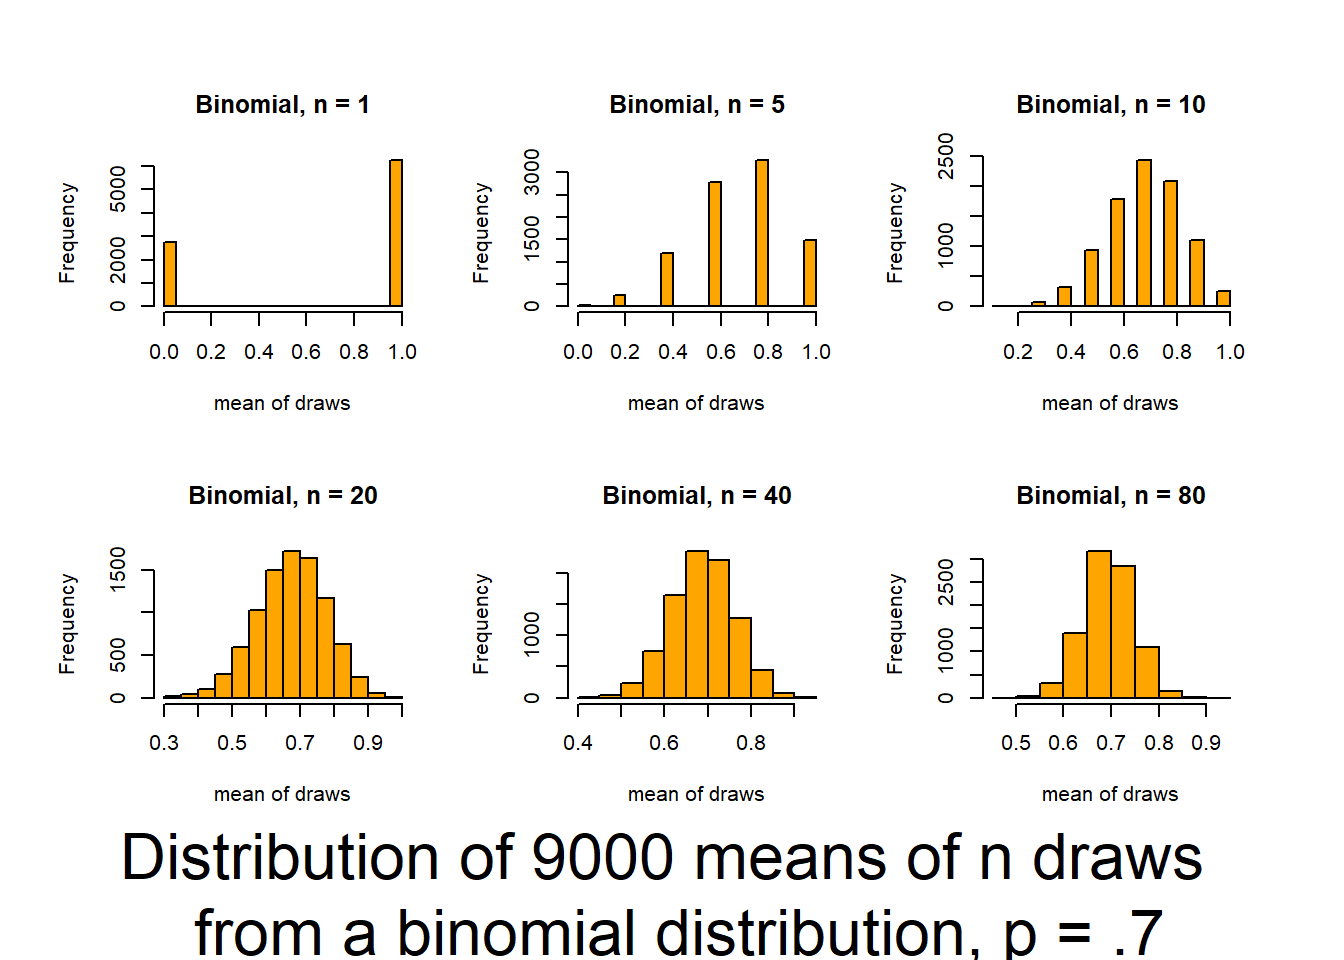 Binomial, n = 1
Frequency
0 2000 5000
0.0 0.2 0.4 0.6 0.8 1.0
mean of draws
Binomial, n = 5
Frequency
0 1500 3000
0.0 0.2 0.4 0.6 0.8 1.0
mean of draws
Binomial, n = 10
Frequency
0 1000 2500
0.2 0.4 0.6 0.8 1.0
mean of draws
Binomial, n = 20
Frequency
0 500 1500
0.3 0.5 0.7 0.9
mean of draws
Binomial, n = 40
Frequency
0 1000
0.4 0.6 0.8
mean of draws
Binomial, n = 80
Frequency
0 1000 2500
0.5 0.6 0.7 0.8 0.9
mean of draws
Distribution of 9000 means of n draws
from a binomial distribution, p = .7